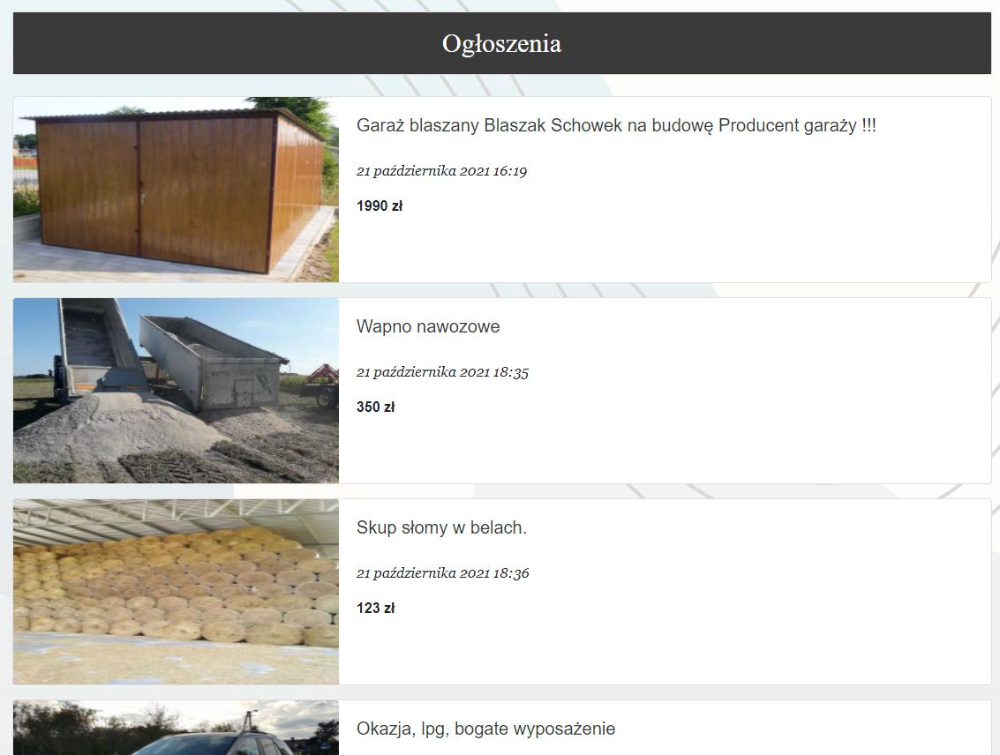 Ogłoszenia
Garaż blaszany Blaszak Schowek na budowę Producent garaży !!!
21 października 2021 16:19
1990 zł
Wapno nawozowe
21 października 2021 18:35
350 zł
Skup słomy w belach.
21 października 2021 18:36
123 zł
Okazja, lpg, bogate wyposażenie